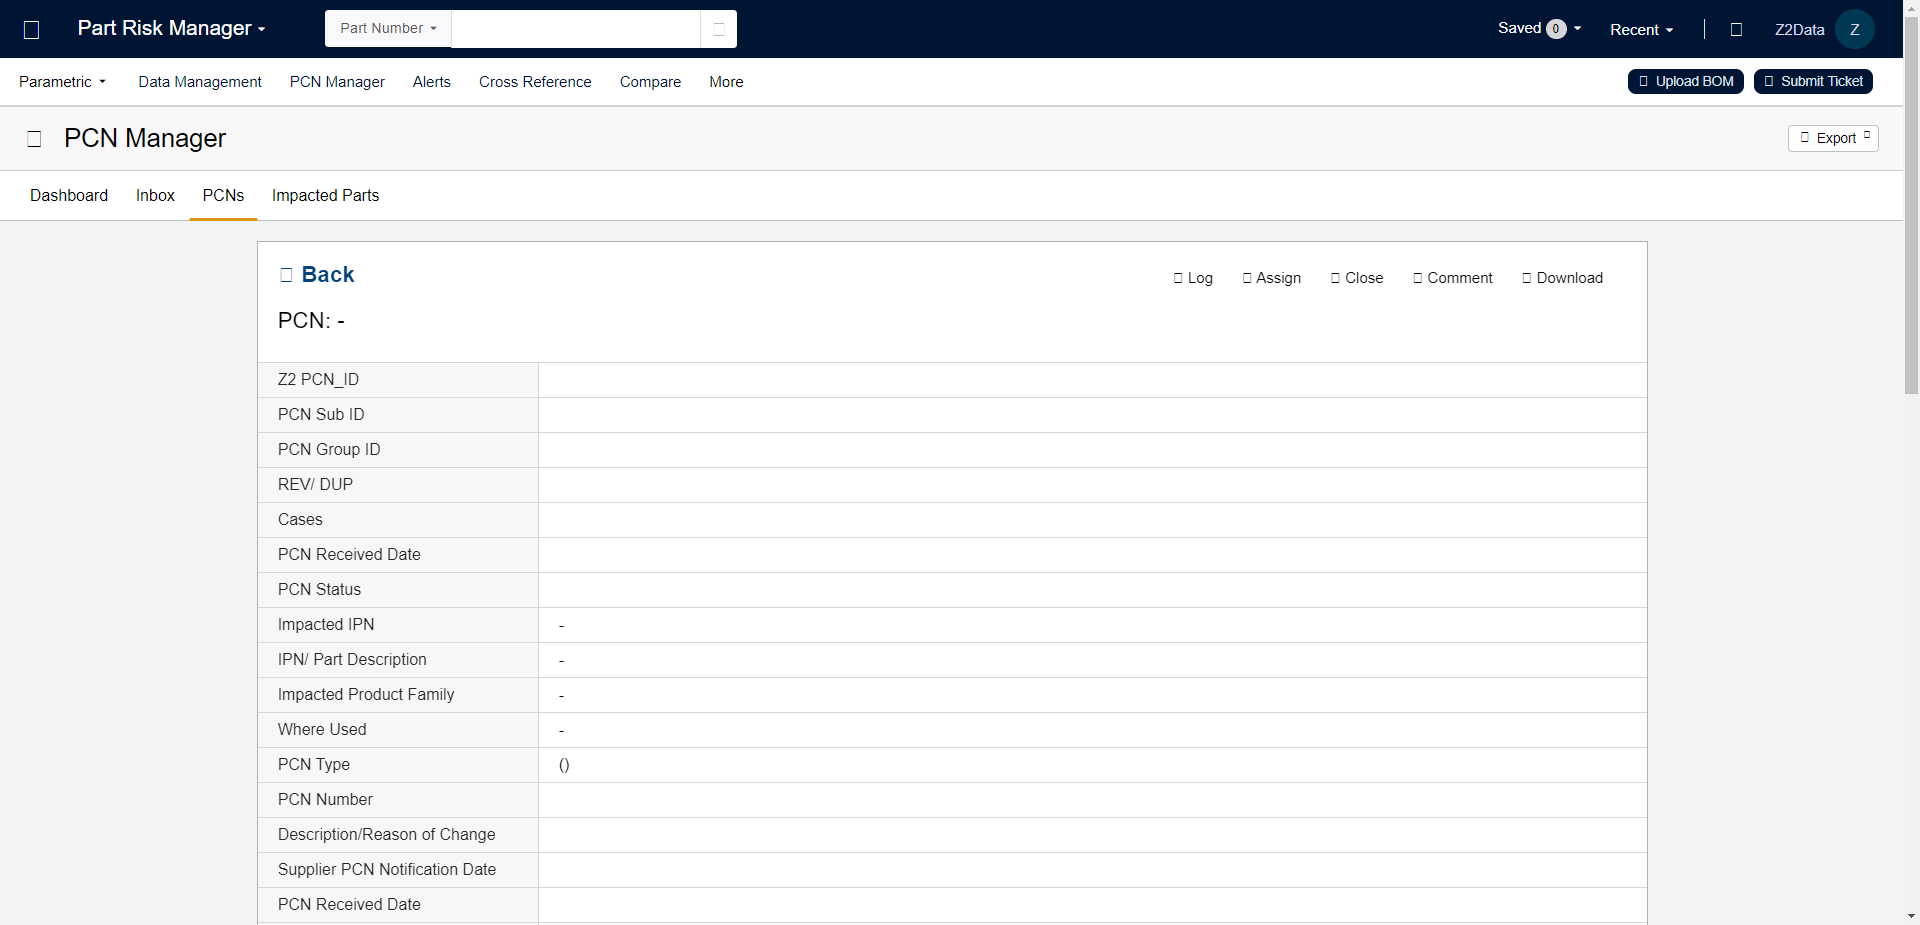 Part Risk Manager
Part Number
Saved 0
Recent
Z2Data
Z
Parametric
Data Management
PCN Manager
Alerts
Cross Reference
Compare
More
Upload BOM
Submit Ticket
PCN Manager
Export
Dashboard
Inbox
PCNs
Impacted Parts
Back
Log
Assign
Close
Comment
Download
PCN: -
Z2 PCN_ID
PCN Sub ID
PCN Group ID
REV/ DUP
Cases
PCN Received Date
PCN Status
Impacted IPN -
IPN/ Part Description -
Impacted Product Family -
Where Used -
PCN Type ()
PCN Number
Description/Reason of Change
Supplier PCN Notification Date
PCN Received Date